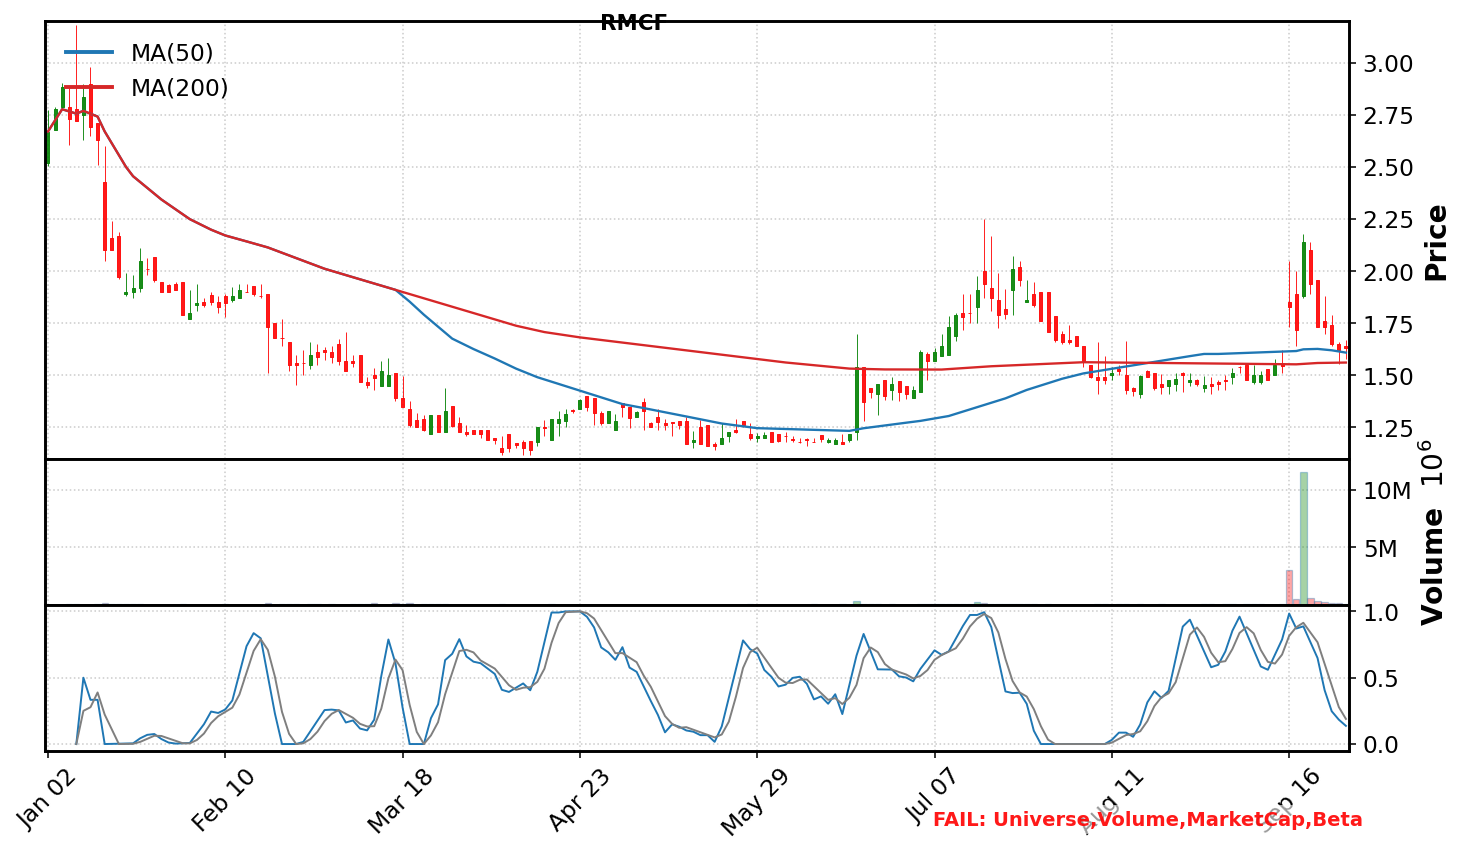 RMCF
MA(50)
MA(200)
3.00
2.75
2.50
2.25
2.00
1.75
1.50
1.25
Price
10M
5M
Volume 10⁶
1.0
0.5
0.0
Jan 02
Feb 10
Mar 18
Apr 23
May 29
Jul 07
Aug 11
Sep 16
FAIL: Universe,Volume,MarketCap,Beta